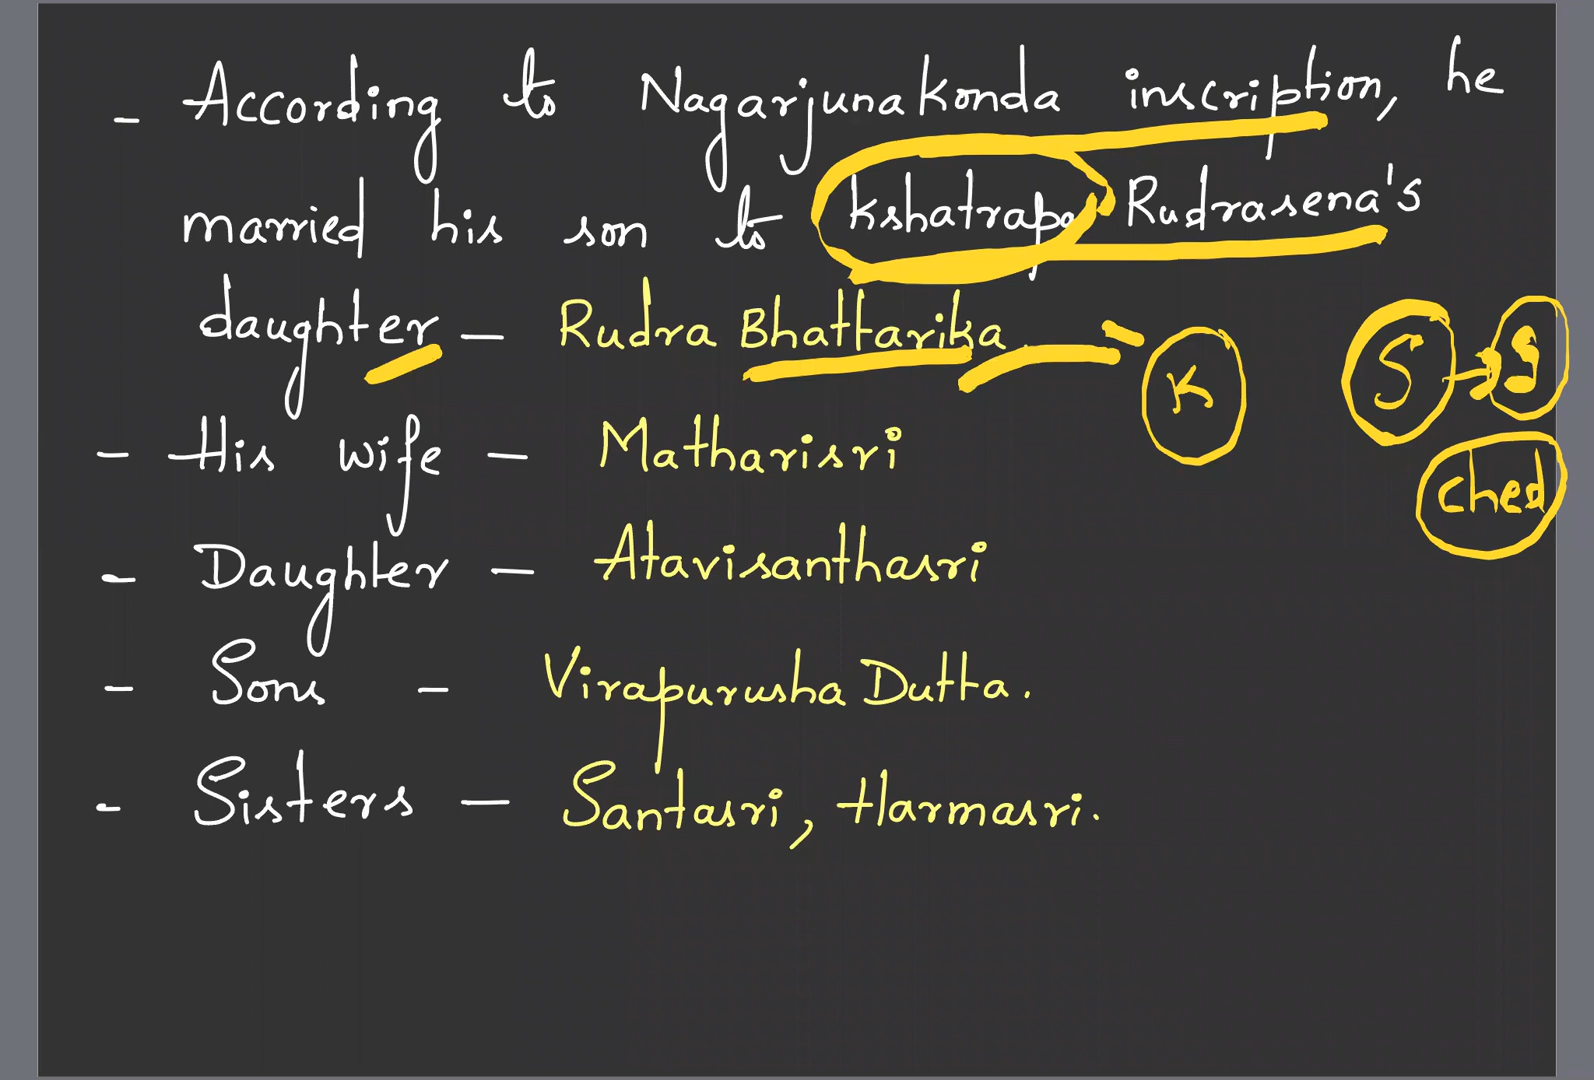 - According to Nagarjunakonda inscription, he
married his son to kshatrapa Rudrasena's
daughter - Rudra Bhattarika
K
S → S
- His wife - Matharisri
ched
- Daughter - Atavisanthasri
- Sons - Virapurusha Dutta.
- Sisters - Santasri, Harmasri.